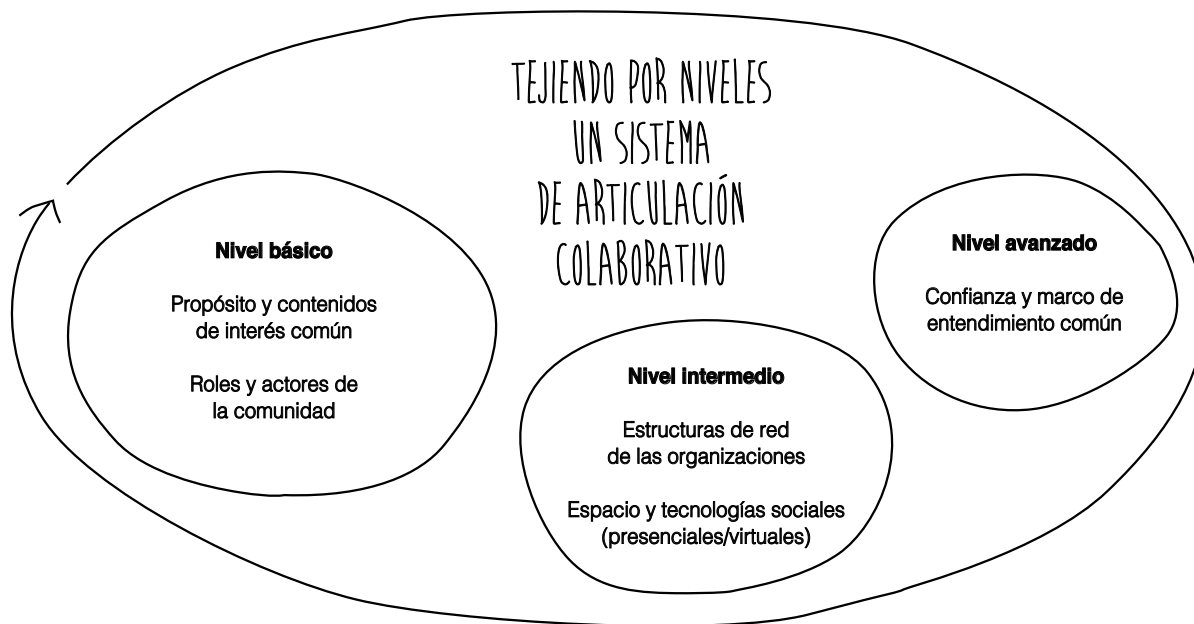 TEJIENDO POR NIVELES
UN SISTEMA
DE ARTICULACIÓN
COLABORATIVO
Nivel básico
Propósito y contenidos
de interés común
Roles y actores de
la comunidad
Nivel intermedio
Estructuras de red
de las organizaciones
Espacio y tecnologías sociales
(presenciales/virtuales)
Nivel avanzado
Confianza y marco de
entendimiento común